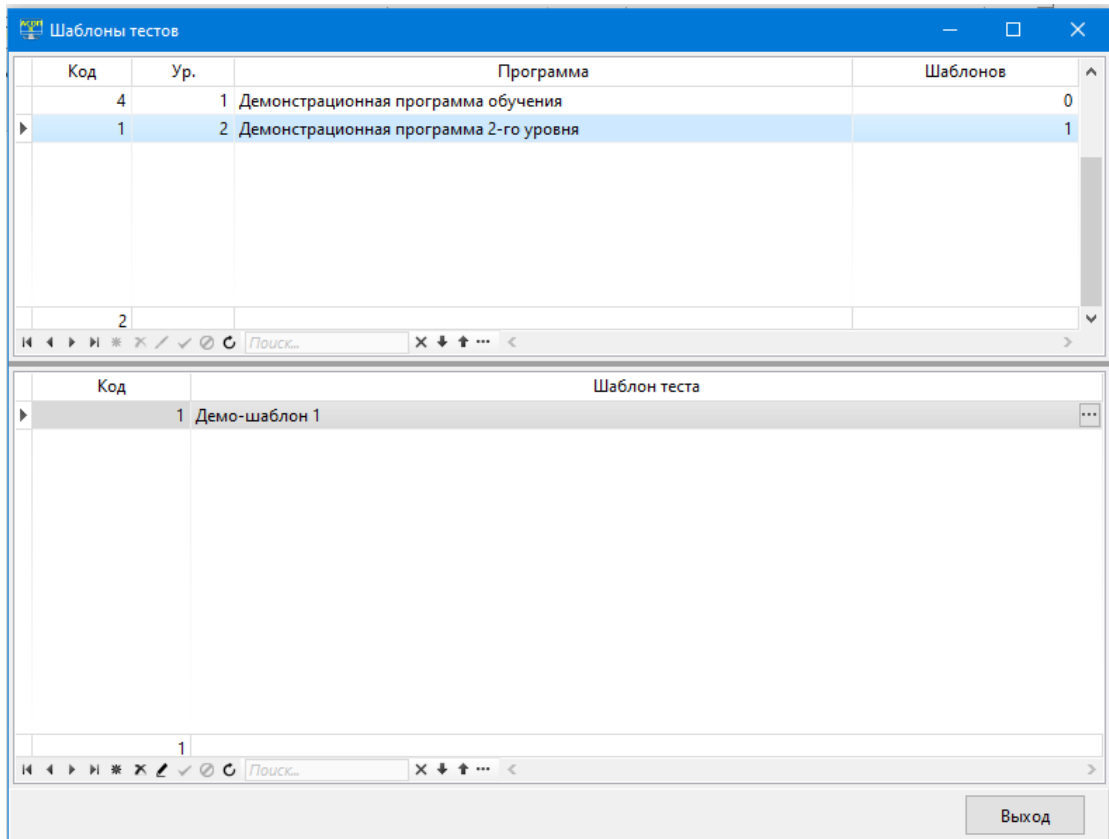 Шаблоны тестов
Код Ур. Программа Шаблонов
4 1 Демонстрационная программа обучения 0
1 2 Демонстрационная программа 2-го уровня 1
2
Поиск...
Код Шаблон теста
1 Демо-шаблон 1
1
Поиск...
Выход